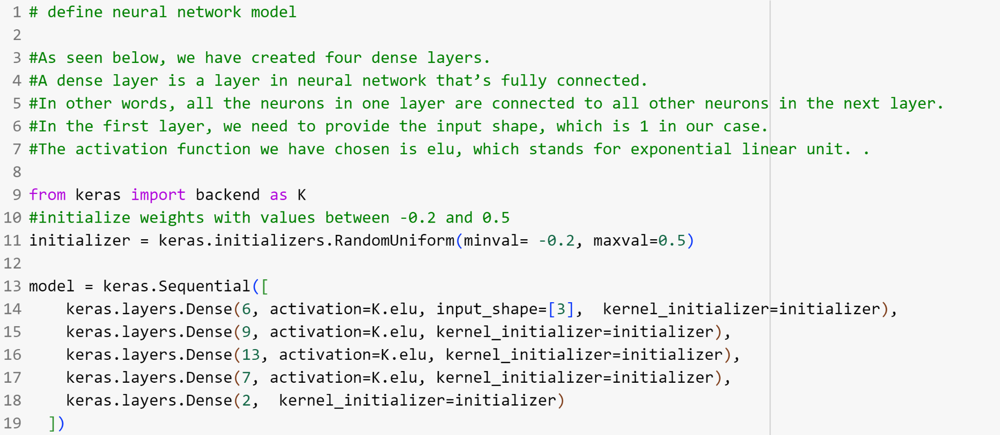 1 # define neural network model
2
3 #As seen below, we have created four dense layers.
4 #A dense layer is a layer in neural network that’s fully connected.
5 #In other words, all the neurons in one layer are connected to all other neurons in the next layer.
6 #In the first layer, we need to provide the input shape, which is 1 in our case.
7 #The activation function we have chosen is elu, which stands for exponential linear unit. .
8
9 from keras import backend as K
10 #initialize weights with values between -0.2 and 0.5
11 initializer = keras.initializers.RandomUniform(minval= -0.2, maxval=0.5)
12
13 model = keras.Sequential([
14     keras.layers.Dense(6, activation=K.elu, input_shape=[3],  kernel_initializer=initializer),
15     keras.layers.Dense(9, activation=K.elu, kernel_initializer=initializer),
16     keras.layers.Dense(13, activation=K.elu, kernel_initializer=initializer),
17     keras.layers.Dense(7, activation=K.elu, kernel_initializer=initializer),
18     keras.layers.Dense(2,  kernel_initializer=initializer)
19   ])